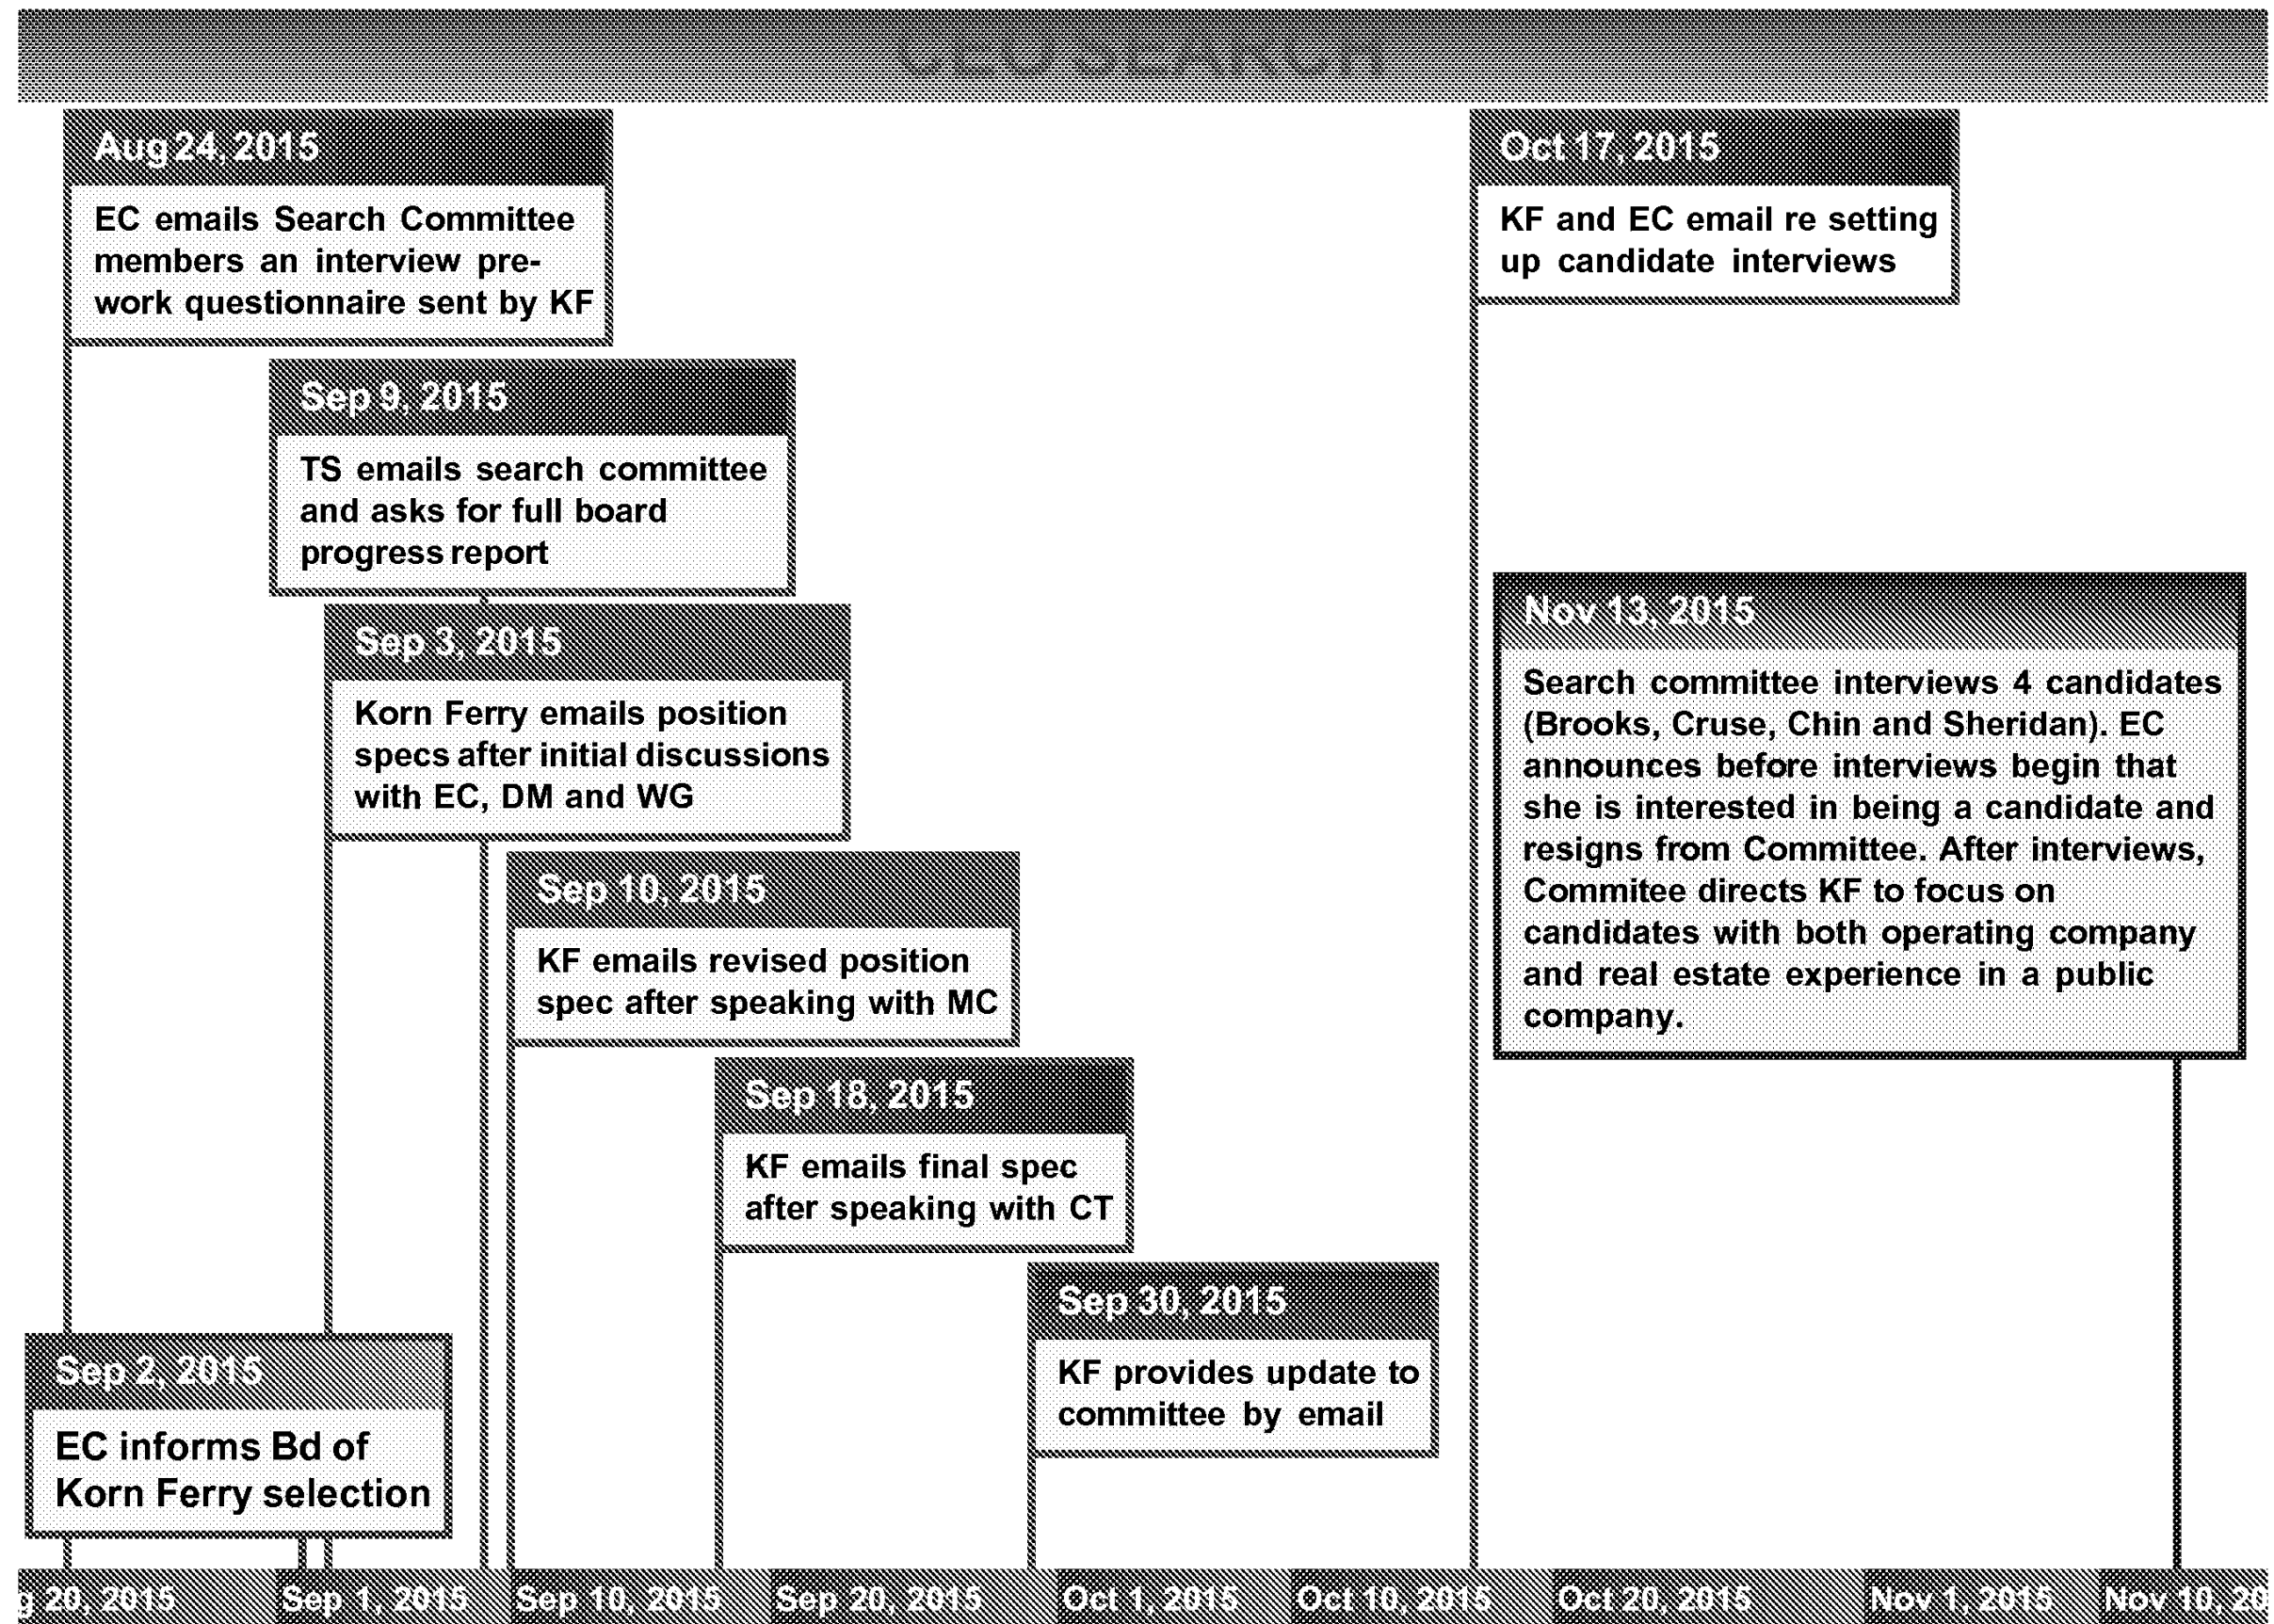 CEO SEARCH
Aug 24, 2015
EC emails Search Committee
members an interview pre-
work questionnaire sent by KF
Oct 17, 2015
KF and EC email re setting
up candidate interviews
Sep 9, 2015
TS emails search committee
and asks for full board
progress report
Sep 3, 2015
Korn Ferry emails position
specs after initial discussions
with EC, DM and WG
Nov 13, 2015
Search committee interviews 4 candidates
(Brooks, Cruse, Chin and Sheridan). EC
announces before interviews begin that
she is interested in being a candidate and
resigns from Committee. After interviews,
Commitee directs KF to focus on
candidates with both operating company
and real estate experience in a public
company.
Sep 10, 2015
KF emails revised position
spec after speaking with MC
Sep 18, 2015
KF emails final spec
after speaking with CT
Sep 30, 2015
KF provides update to
committee by email
Sep 2, 2015
EC informs Bd of
Korn Ferry selection
g 20, 2015 Sep 1, 2015 Sep 10, 2015 Sep 20, 2015 Oct 1, 2015 Oct 10, 2015 Oct 20, 2015 Nov 1, 2015 Nov 10, 20